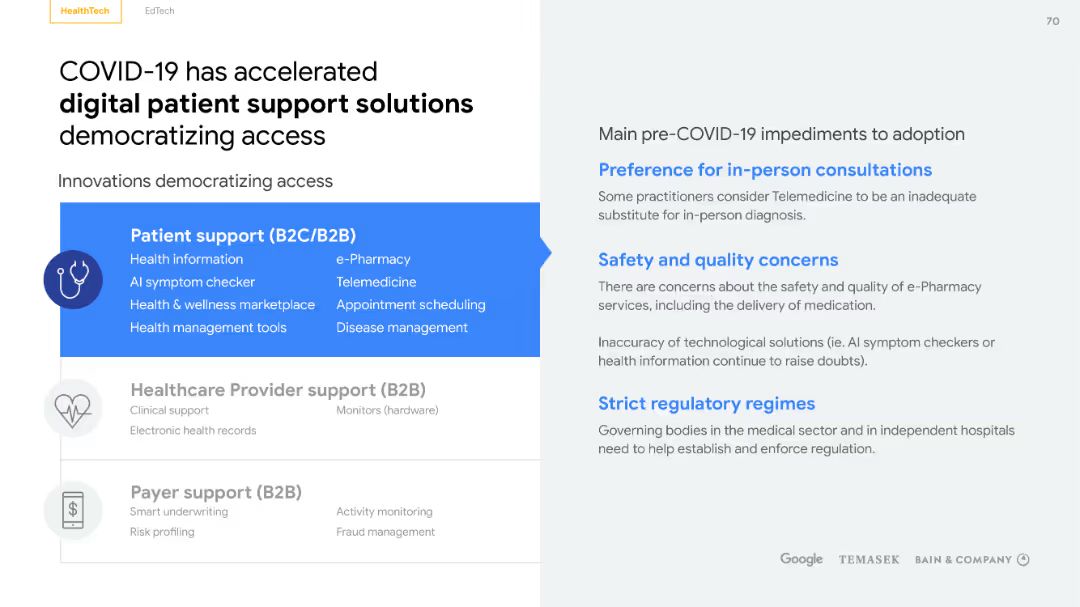 HealthTech
EdTech
70
COVID-19 has accelerated
digital patient support solutions
democratizing access
Innovations democratizing access
Patient support (B2C/B2B)
Health information
e-Pharmacy
AI symptom checker
Telemedicine
Health & wellness marketplace
Appointment scheduling
Health management tools
Disease management
Healthcare Provider support (B2B)
Clinical support
Monitors (hardware)
Electronic health records
Payer support (B2B)
Smart underwriting
Activity monitoring
Risk profiling
Fraud management
$
Main pre-COVID-19 impediments to adoption
Preference for in-person consultations
Some practitioners consider Telemedicine to be an inadequate
substitute for in-person diagnosis.
Safety and quality concerns
There are concerns about the safety and quality of e-Pharmacy
services, including the delivery of medication.
Inaccuracy of technological solutions (ie. AI symptom checkers or
health information continue to raise doubts).
Strict regulatory regimes
Governing bodies in the medical sector and in independent hospitals
need to help establish and enforce regulation.
Google
TEMASEK
BAIN & COMPANY